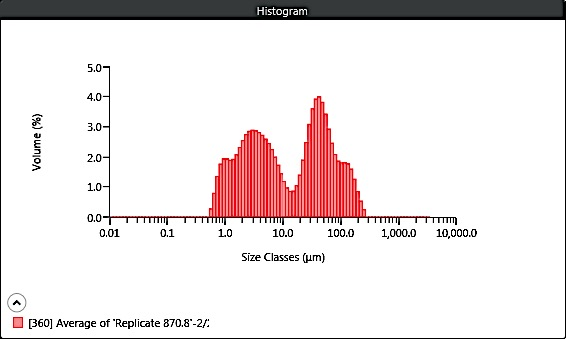 Histogram
Volume (%)
5.0
4.0
3.0
2.0
1.0
0.0
0.01 0.1 1.0 10.0 100.0 1,000.0 10,000.0
Size Classes (µm)
[360] Average of "Replicate 870.8"-2/